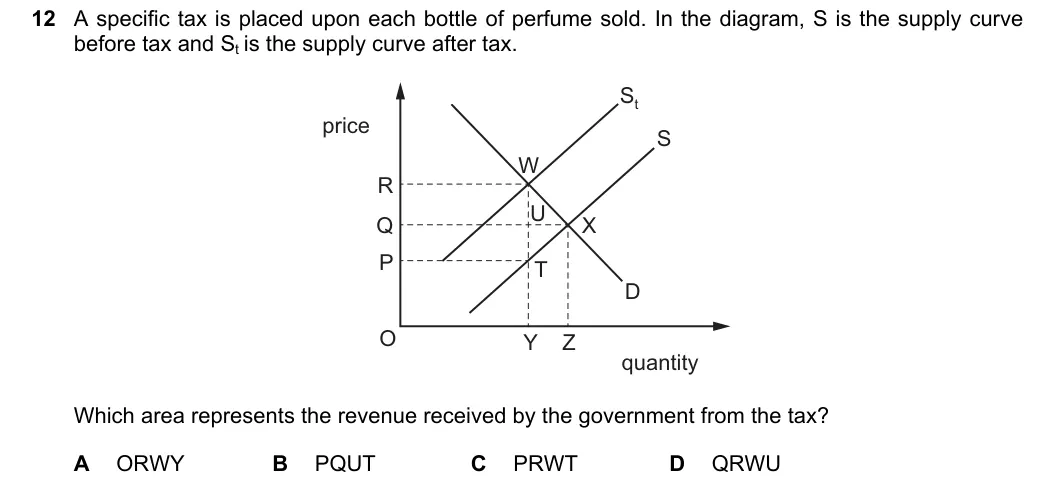 12 A specific tax is placed upon each bottle of perfume sold. In the diagram, S is the supply curve
before tax and St is the supply curve after tax.
St
price
S
W
R
U
Q
X
P
T
D
O
Y Z
quantity
Which area represents the revenue received by the government from the tax?
A ORWY B PQUT C PRWT D QRWU